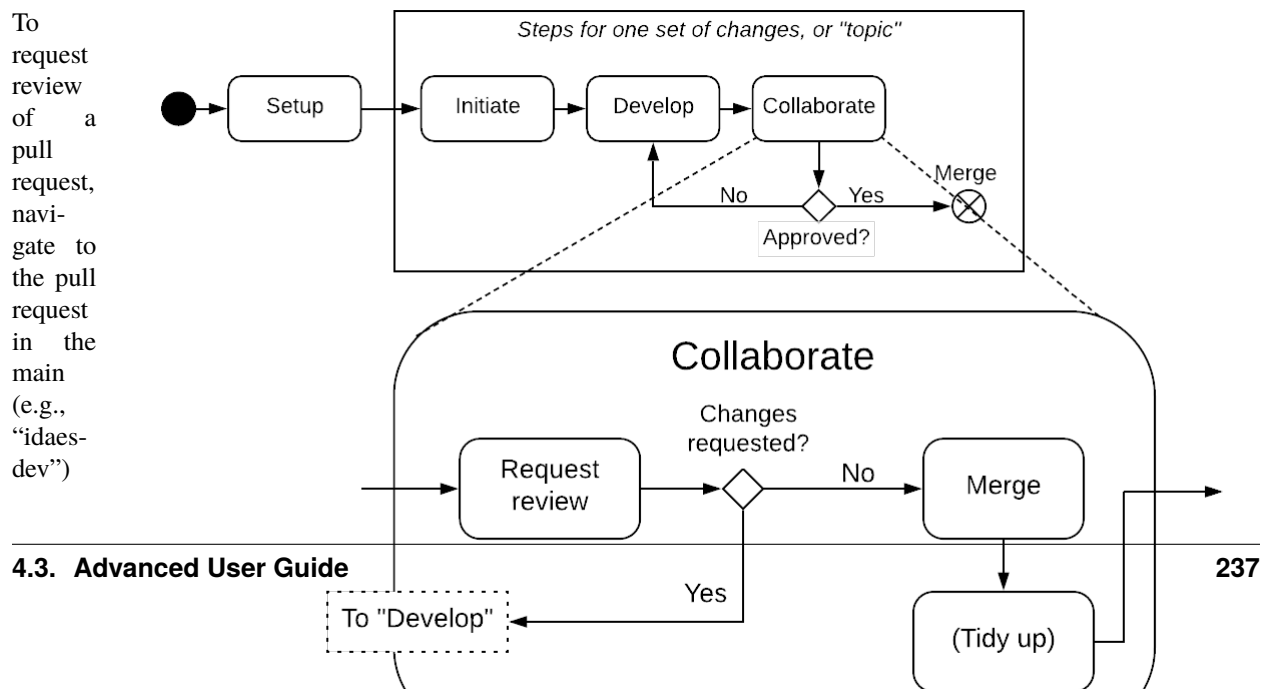 To
request
review
of a
pull
request,
navi-
gate to
the pull
request
in the
main
(e.g.,
“idaes-
dev”)
Steps for one set of changes, or "topic"
Setup
Initiate
Develop
Collaborate
Merge
No
Yes
Approved?
Collaborate
Changes
requested?
Request
review
No
Merge
4.3. Advanced User Guide
237
Yes
To "Develop"
(Tidy up)